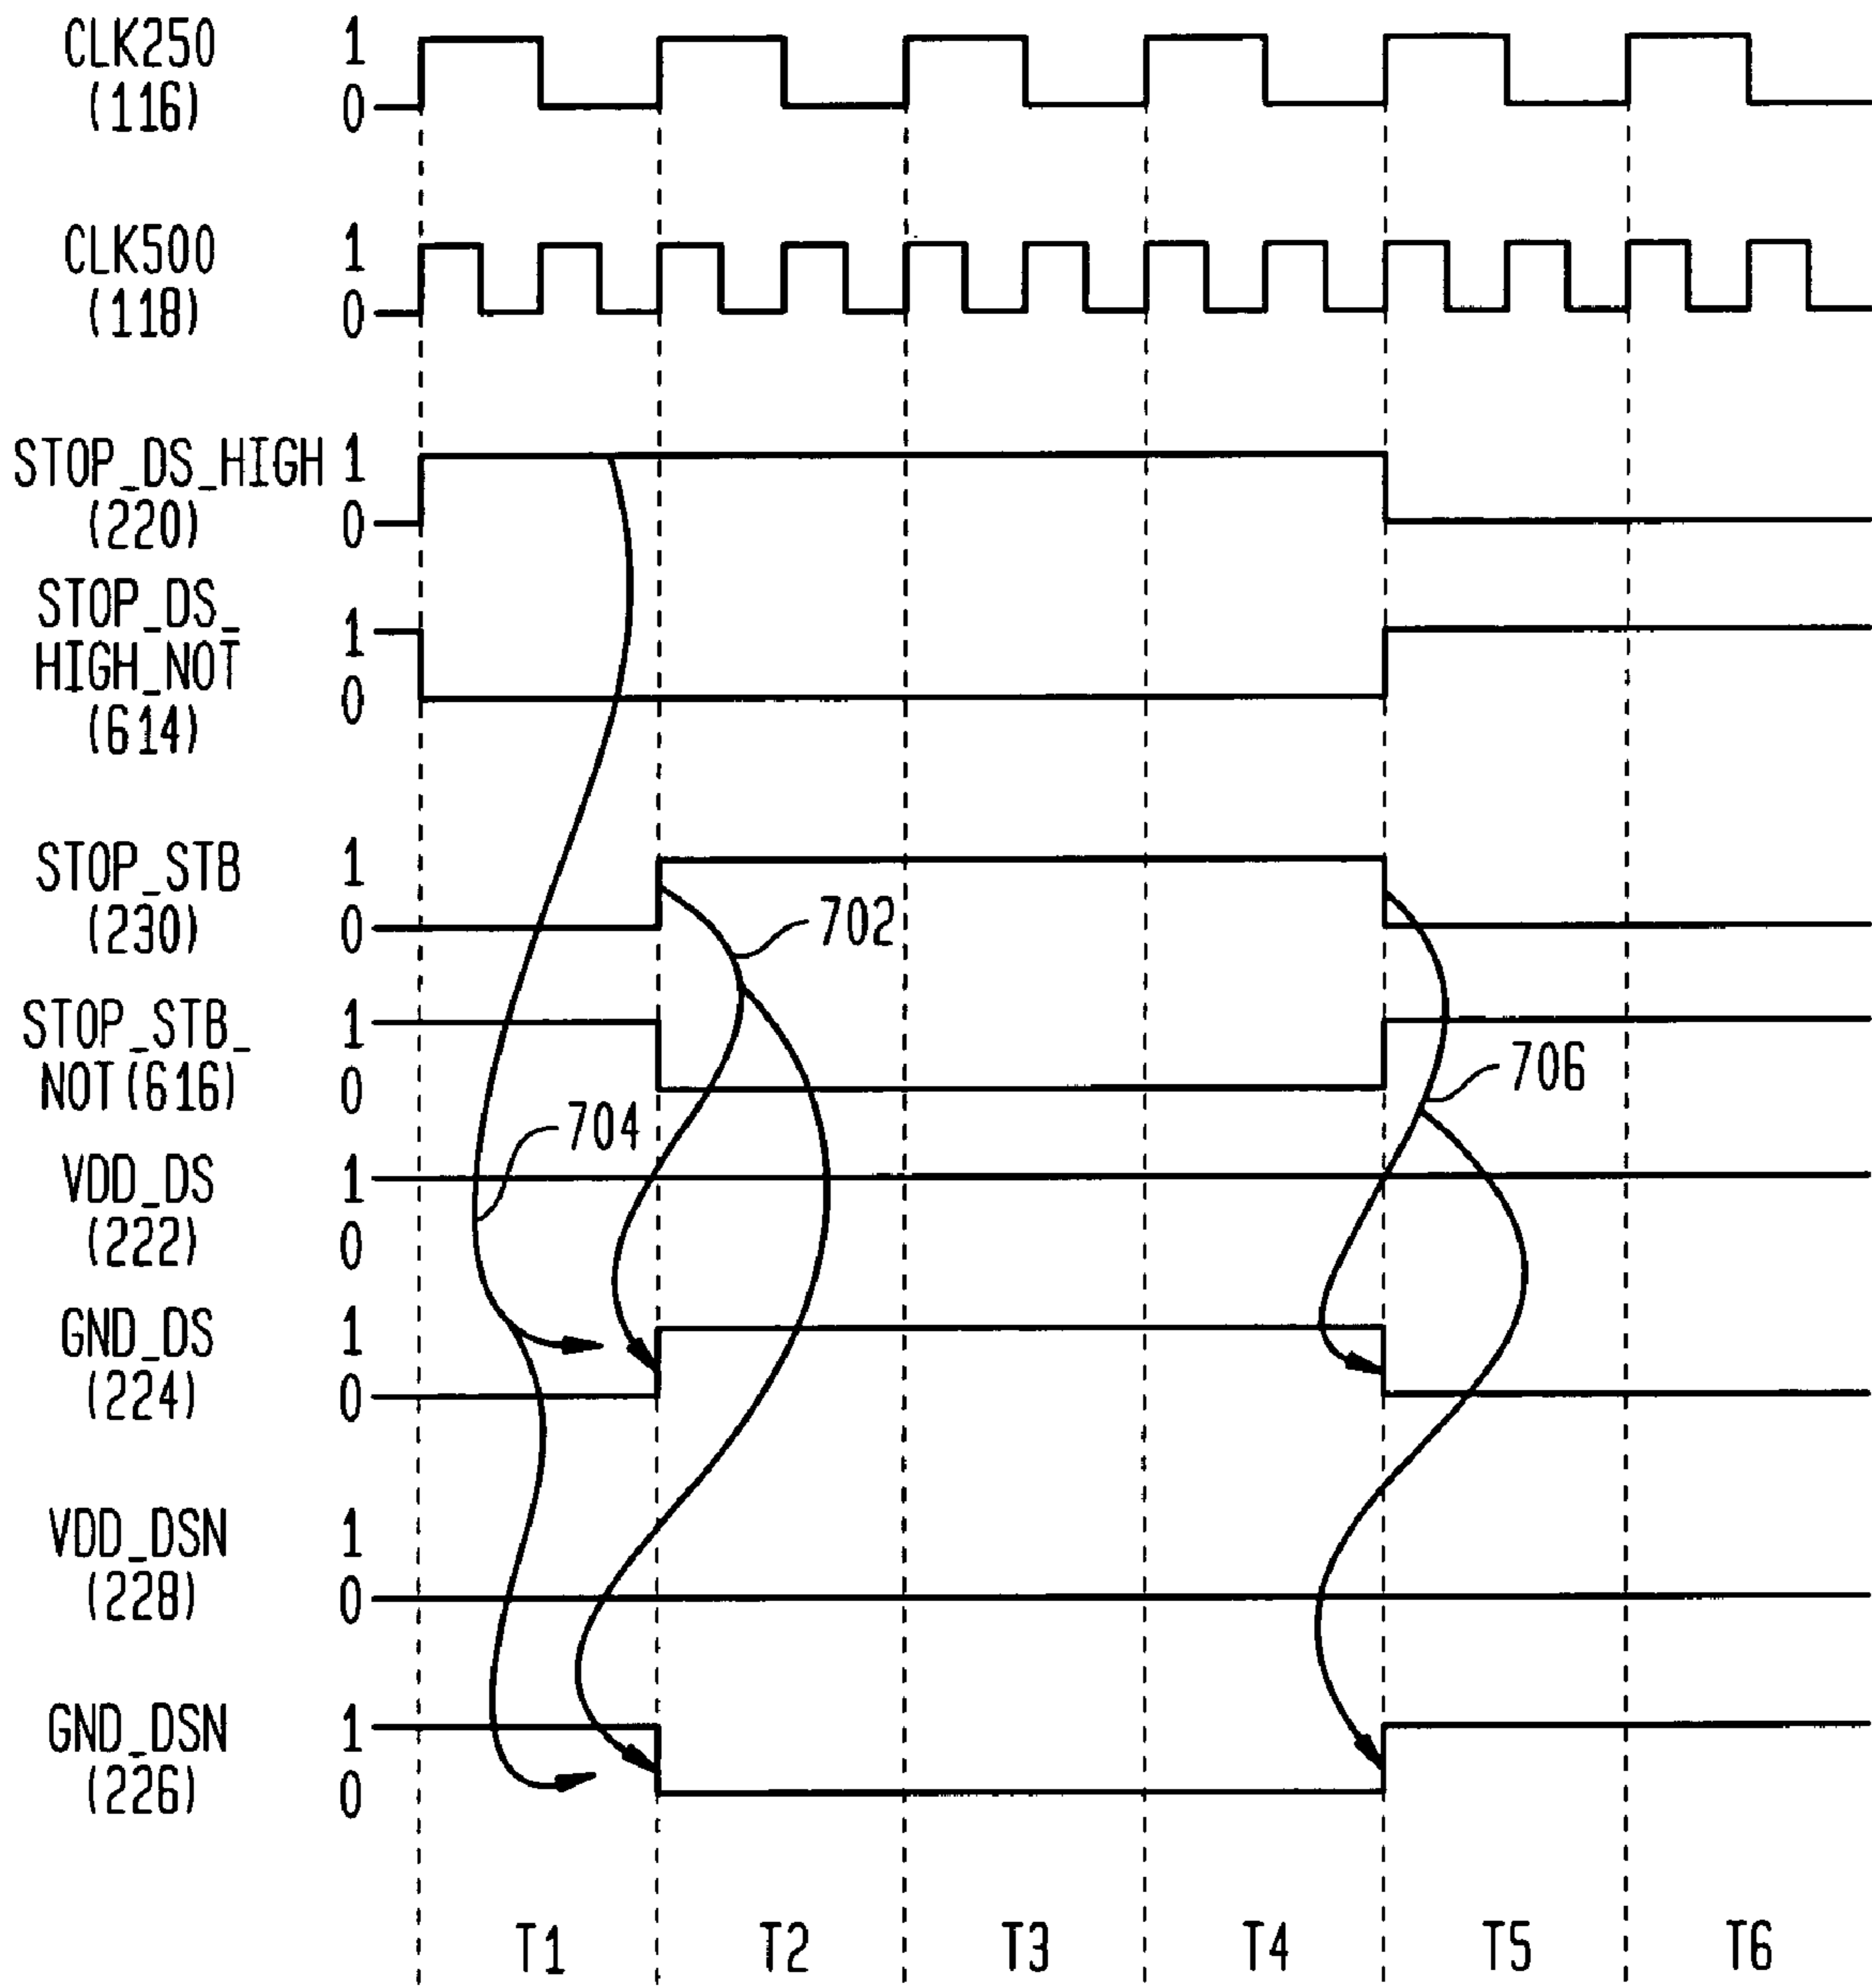 CLK250
(116)
1
0
CLK500
(118)
1
0
STOP_DS_HIGH
(220)
1
0
STOP_DS_
HIGH_NOT
(614)
1
0
STOP_STB
(230)
1
0
702
STOP_STB_
NOT(616)
1
0
706
704
VDD_DS
(222)
1
0
GND_DS
(224)
1
0
VDD_DSN
(228)
1
0
GND_DSN
(226)
1
0
T1 T2 T3 T4 T5 T6